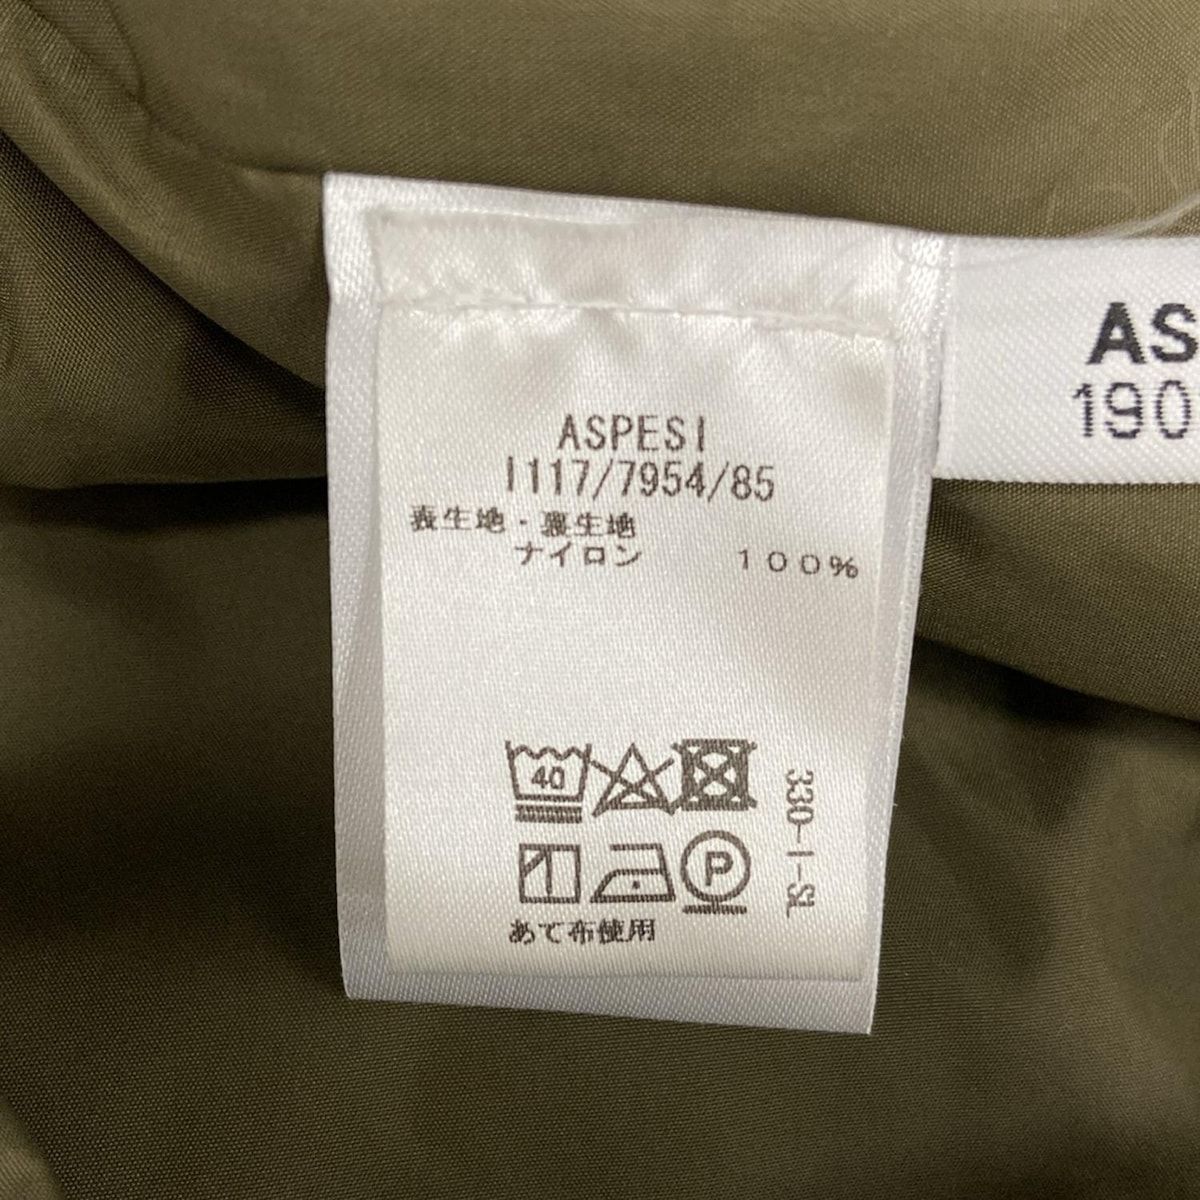 ASPESI
I117/7954/85
表生地・裏生地
ナイロン 100%
40
P
あて布使用
330-1-SL
AS
190